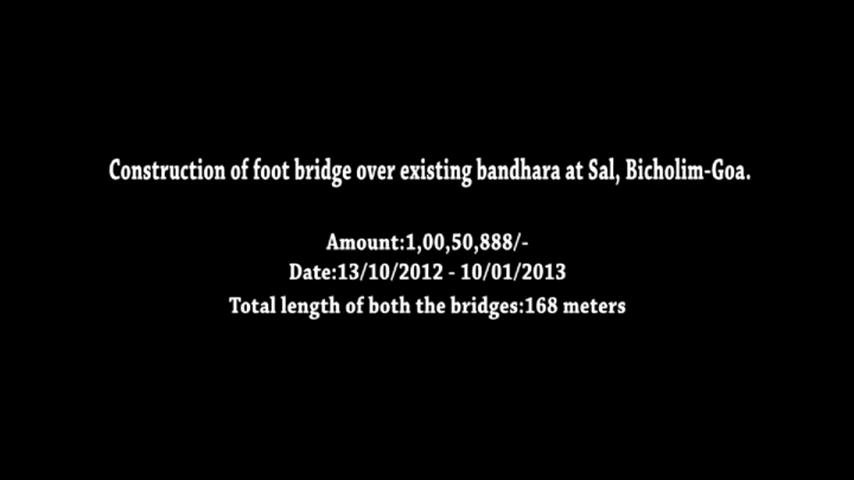 Construction of foot bridge over existing bandhara at Sal, Bicholim-Goa.
Amount:1,00,50,888/-
Date:13/10/2012 - 10/01/2013
Total length of both the bridges:168 meters